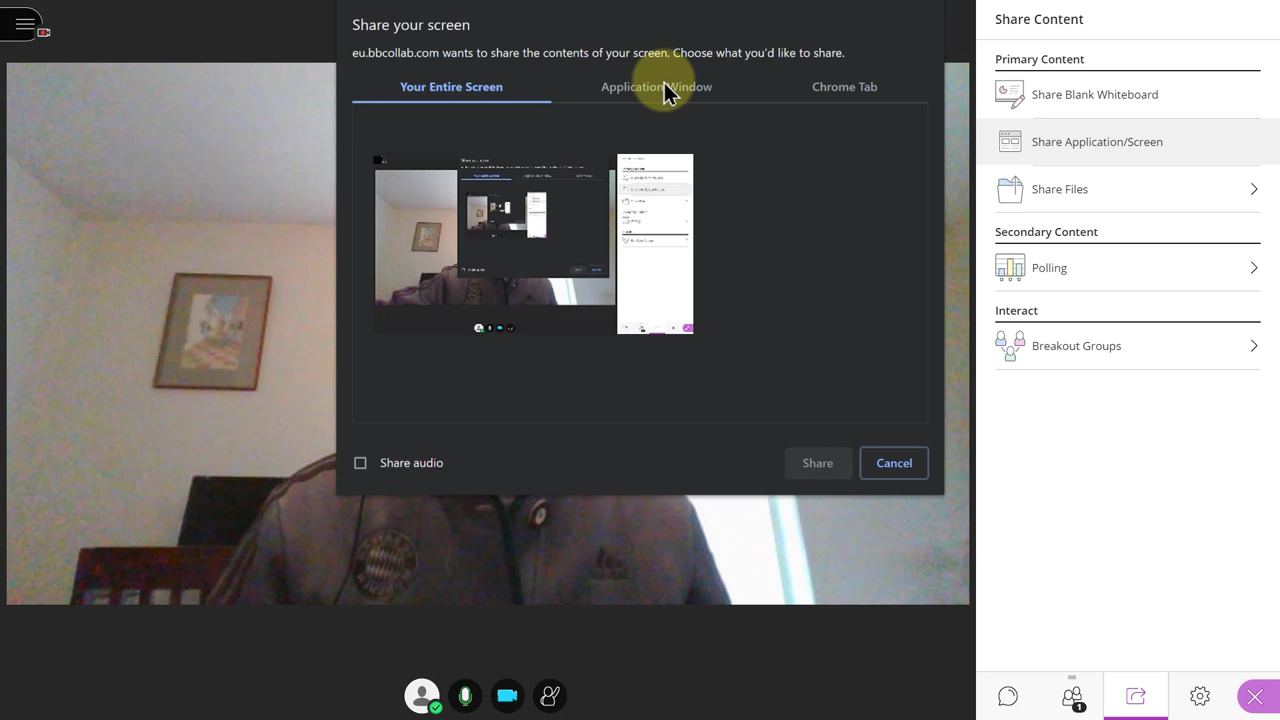 Share your screen
eu.bbcollab.com wants to share the contents of your screen. Choose what you'd like to share.
Your Entire Screen
Application Window
Chrome Tab
Share audio
Share
Cancel
Share Content
Primary Content
Share Blank Whiteboard
Share Application/Screen
Share Files
Secondary Content
Polling
Interact
Breakout Groups
1